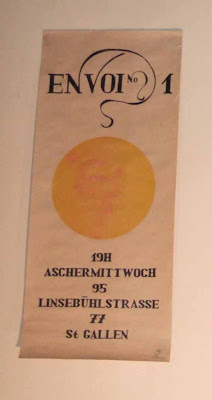 ENVOI No 1
19H
ASCHERMITTWOCH
95
LINSEBÜHLSTRASSE
77
St GALLEN